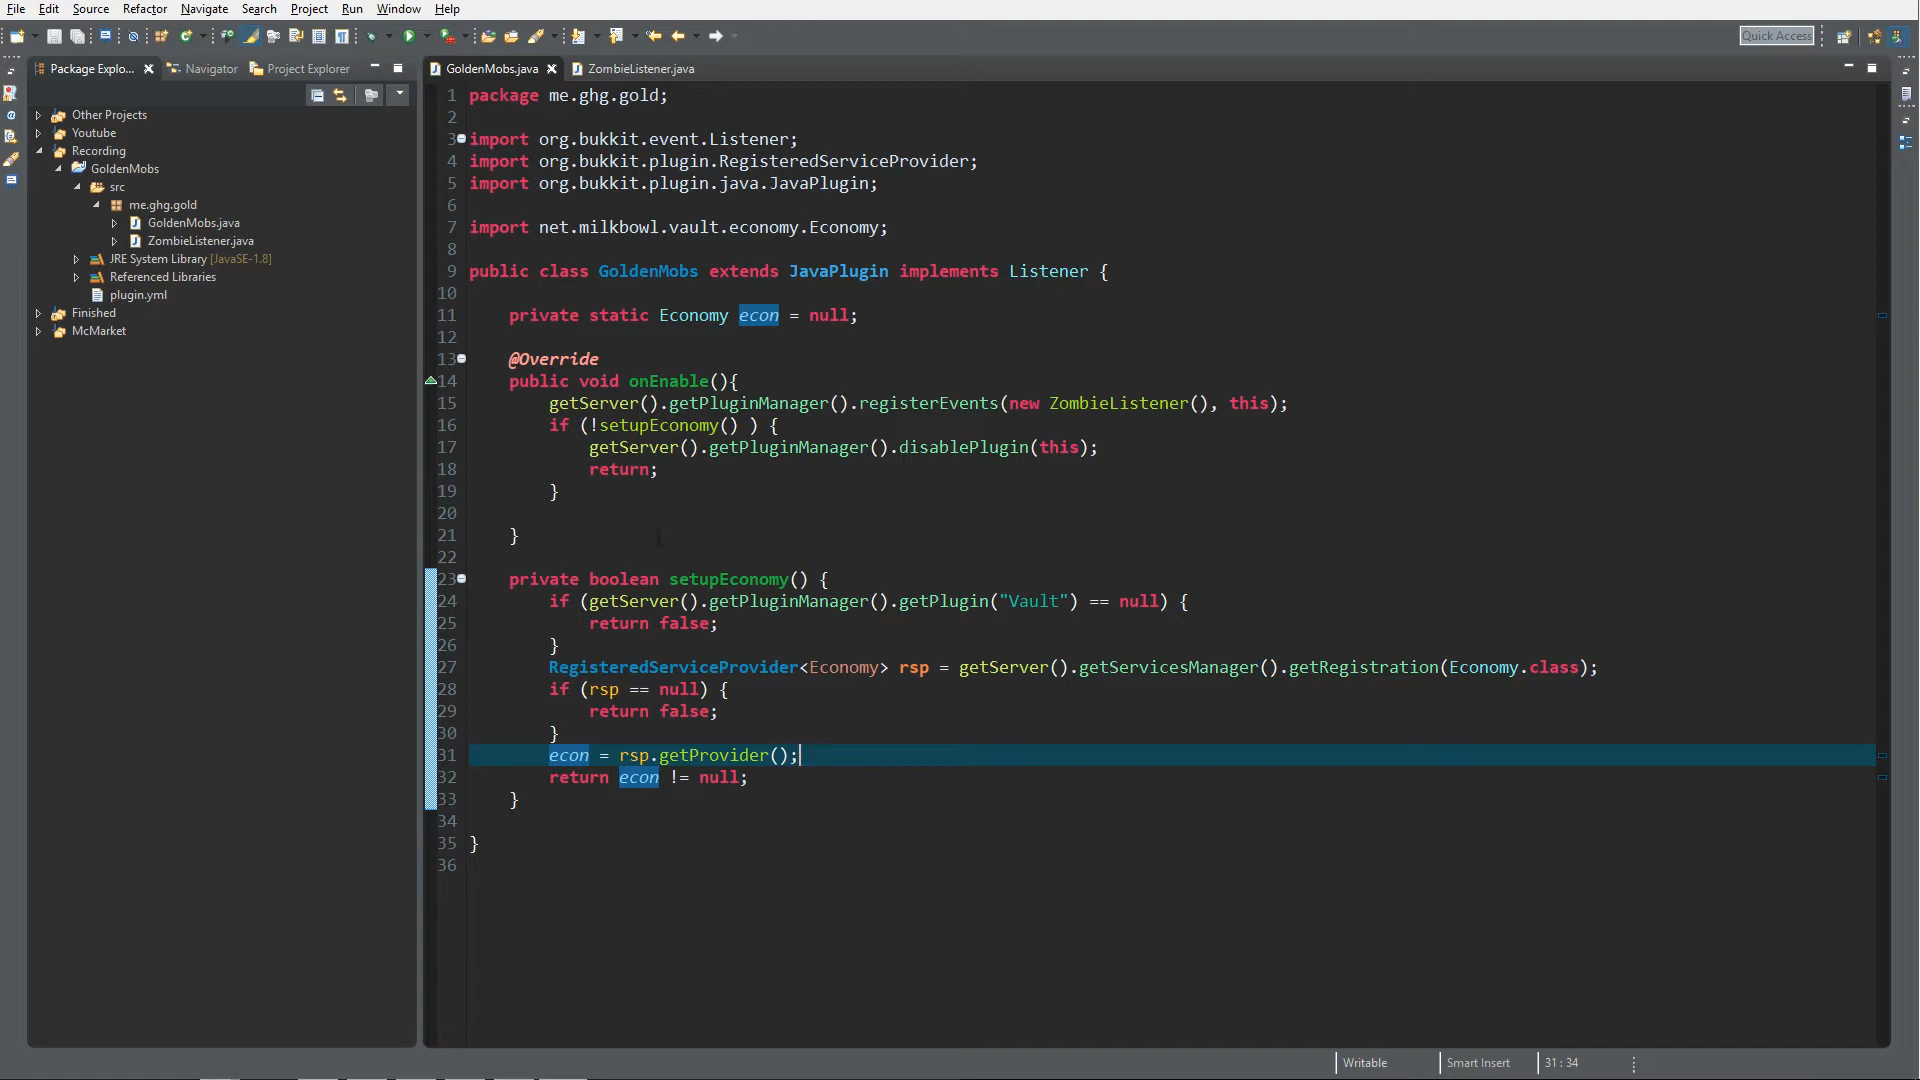 File Edit Source Refactor Navigate Search Project Run Window Help
Quick Access
Package Explo...
Navigator
Project Explorer
GoldenMobs.java
ZombieListener.java
Other Projects
Youtube
Recording
GoldenMobs
src
me.ghg.gold
GoldenMobs.java
ZombieListener.java
JRE System Library [JavaSE-1.8]
Referenced Libraries
plugin.yml
Finished
McMarket
1 package me.ghg.gold;
2
3 import org.bukkit.event.Listener;
4 import org.bukkit.plugin.RegisteredServiceProvider;
5 import org.bukkit.plugin.java.JavaPlugin;
6
7 import net.milkbowl.vault.economy.Economy;
8
9 public class GoldenMobs extends JavaPlugin implements Listener {
10
11     private static Economy econ = null;
12
13     @Override
14     public void onEnable(){
15         getServer().getPluginManager().registerEvents(new ZombieListener(), this);
16         if (!setupEconomy() ) {
17             getServer().getPluginManager().disablePlugin(this);
18             return;
19         }
20
21     }
22
23     private boolean setupEconomy() {
24         if (getServer().getPluginManager().getPlugin("Vault") == null) {
25             return false;
26         }
27         RegisteredServiceProvider<Economy> rsp = getServer().getServicesManager().getRegistration(Economy.class);
28         if (rsp == null) {
29             return false;
30         }
31         econ = rsp.getProvider();
32         return econ != null;
33     }
34
35 }
36
Writable
Smart Insert
31 : 34